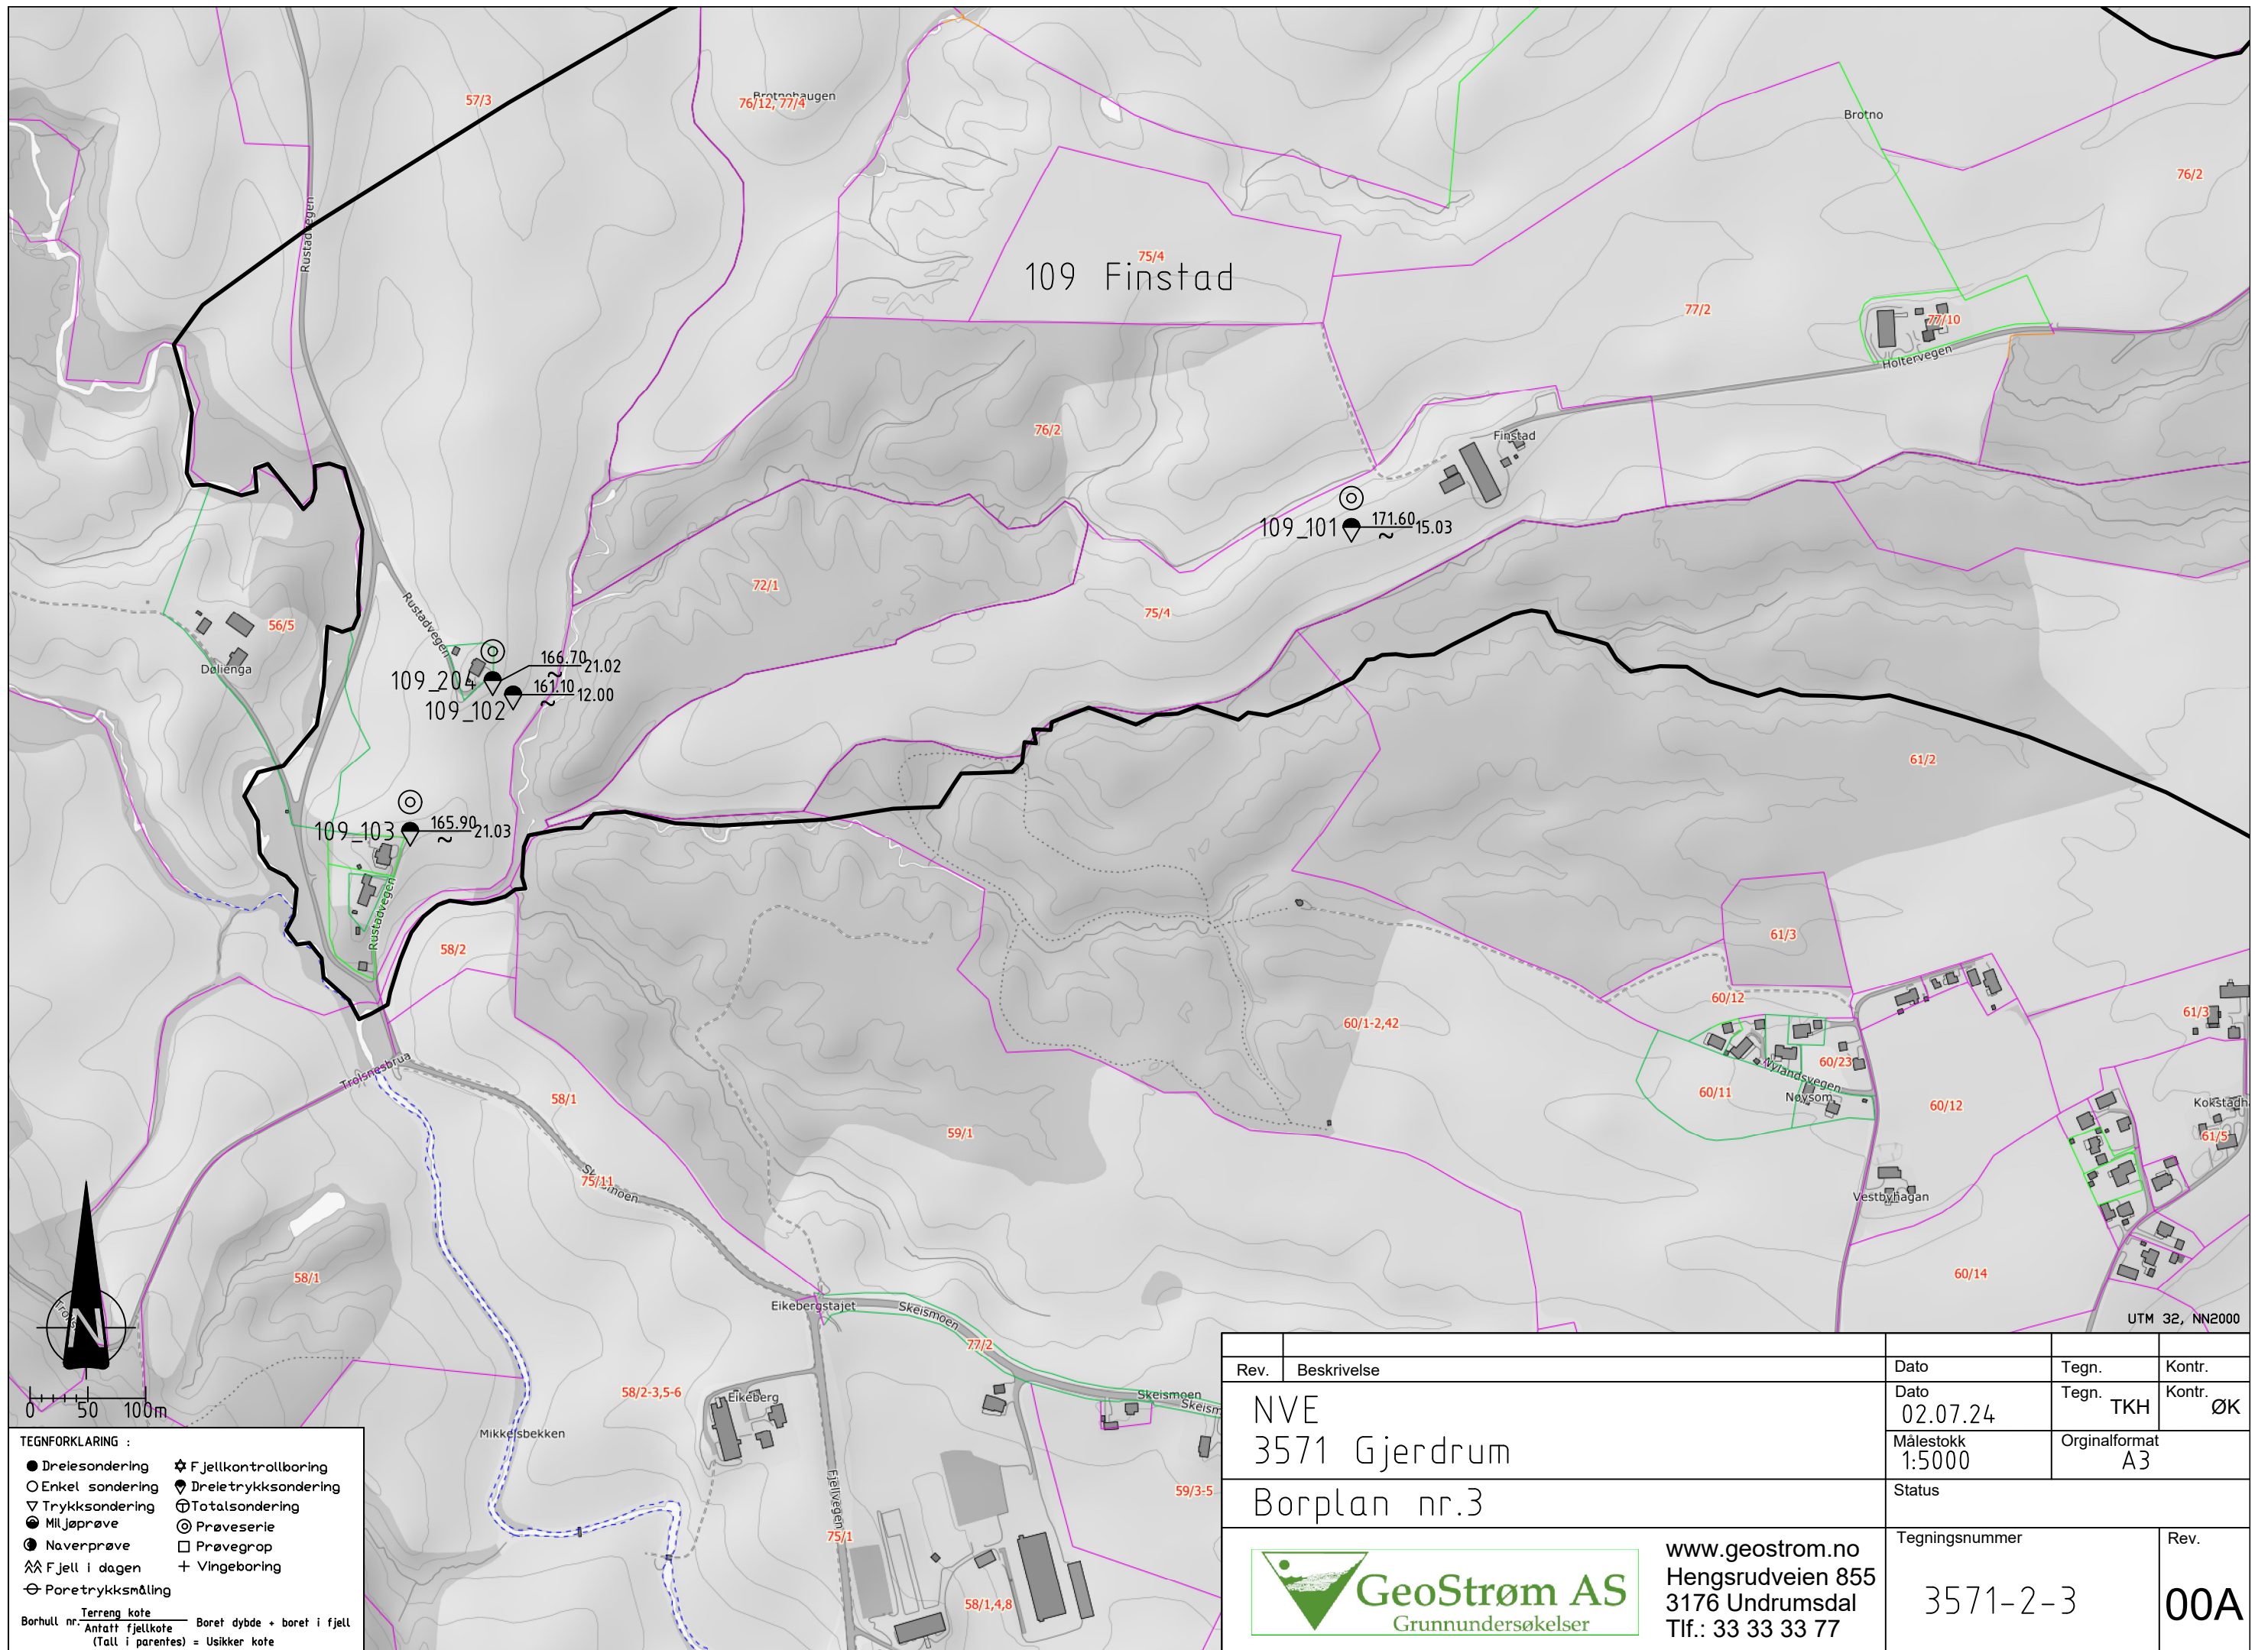 57/3
Brotnohaugen
76/12, 77/4
Brotno
76/2
Rustadvegen
75/4
109 Finstad
77/2
77/10
Holtervegen
76/2
Finstad
109_101 171.60 15.03
~
72/1
75/4
Rustadvegen
56/5
Dølienga
109_204 166.70 21.02
~
109_102 161.10 12.00
~
61/2
109_103 165.90 21.03
~
Rustadvegen
58/2
61/3
60/12
60/1-2,42
61/3
60/23
Nylandsvegen
60/11
Nøysom
60/12
Kokstadh
61/5
Trolsnesbrua
58/1
59/1
Skeismoen
75/11
Vestbyhagan
58/1
60/14
N
Eikebergstajet
Skeismoen
77/2
UTM 32, NN2000
58/2-3,5-6
Eikeberg
Skeismoen
Skeism
0 50 100m
Mikkelsbekken
Fjellvegen
59/3-5
75/1
58/1,4,8
TEGNFORKLARING :
Dreiesondering Fjellkontrollboring
Enkel sondering Dreietrykksondering
Trykksondering Totalsondering
Miljøprøve Prøveserie
Naverprøve Prøvegrop
Fjell i dagen Vingeboring
Poretrykksmåling
Borhull nr. Terreng kote Boret dybde + boret i fjell
Antatt fjellkote
(Tall i parentes) = Usikker kote
Rev. Beskrivelse Dato Tegn. Kontr.
NVE
3571 Gjerdrum
Dato 02.07.24
Tegn. TKH
Kontr. ØK
Målestokk 1:5000
Orginalformat A3
Borplan nr.3
Status
GeoStrøm AS
Grunnundersøkelser
www.geostrom.no
Hengsrudveien 855
3176 Undrumsdal
Tlf.: 33 33 33 77
Tegningsnummer
3571-2-3
Rev.
00A